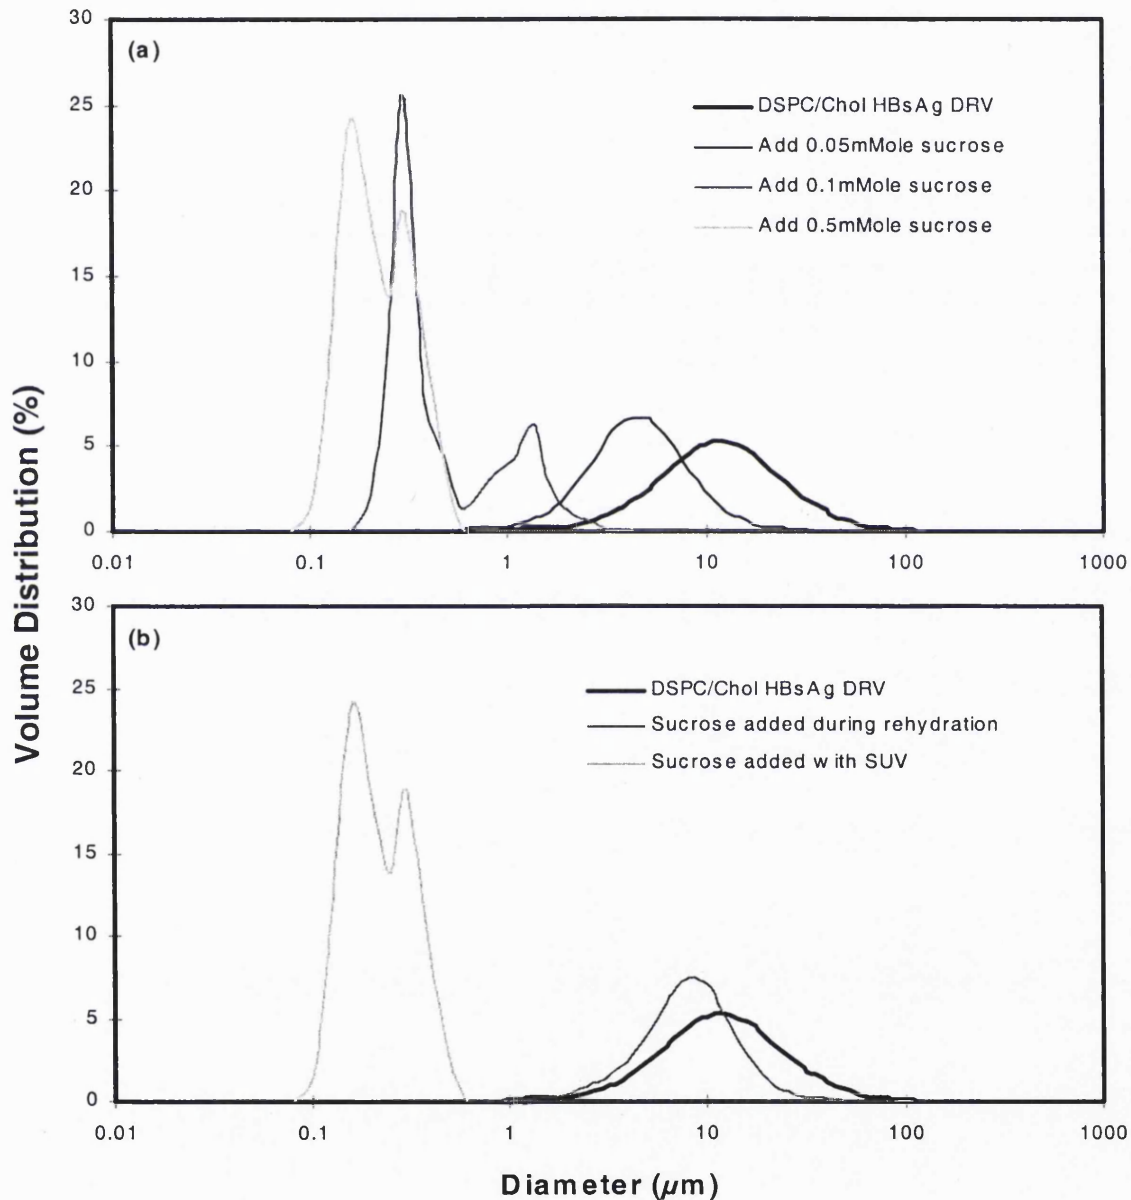 30
(a)
25
20
15
10
5
0
0.01 0.1 1 10 100 1000
DSPC/Chol HBsAg DRV
Add 0.05mMole sucrose
Add 0.1mMole sucrose
Add 0.5mMole sucrose
Volume Distribution (%)
30
(b)
25
20
15
10
5
0
0.01 0.1 1 10 100 1000
DSPC/Chol HBsAg DRV
Sucrose added during rehydration
Sucrose added with SUV
Diameter (μm)